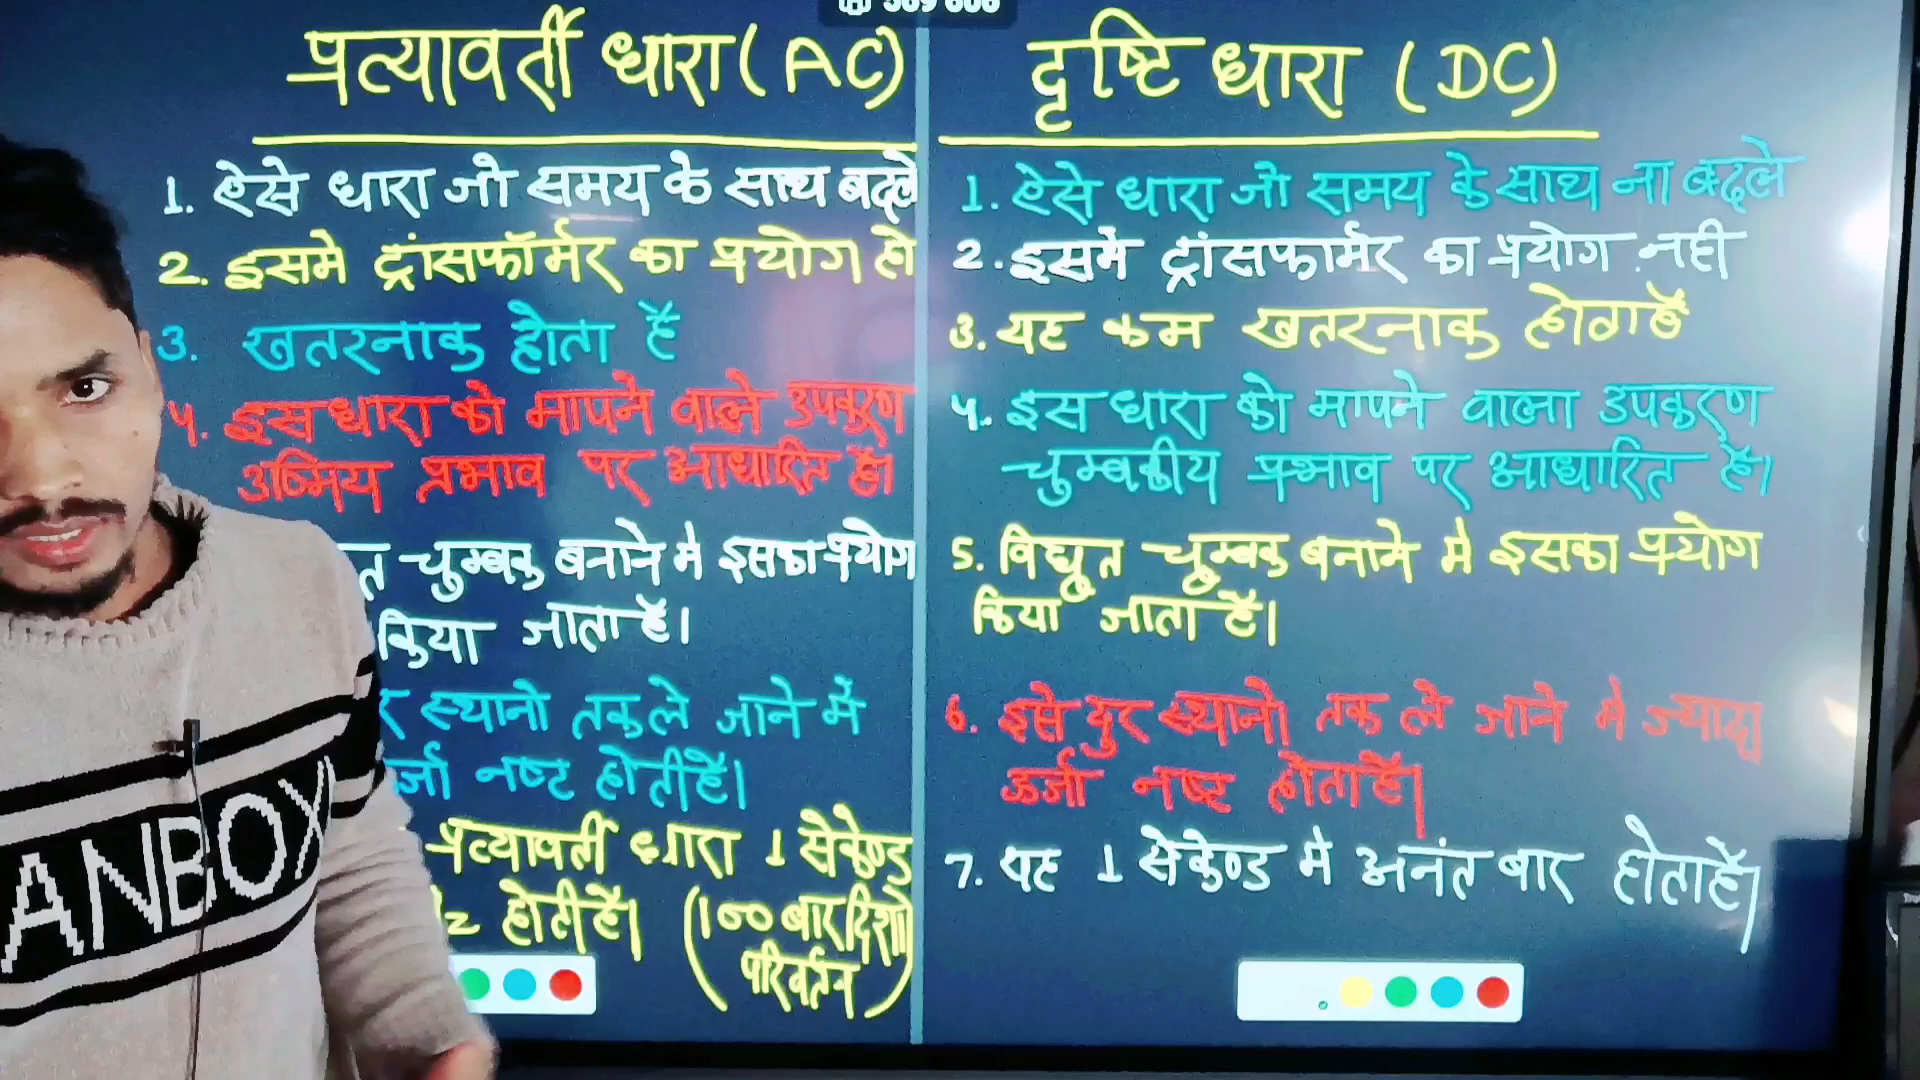 प्रत्यावर्ती धारा (AC)
1. ऐसे धारा जो समय के साथ बदले
2. इसमे ट्रांसफॉर्मर का प्रयोग हो
3. खतरनाक होता है
4. इस धारा को मापने वाले उपकरण
उष्मिय प्रभाव पर आधारित है।
त चुम्बक बनाने मे इसका प्रयोग
किया जाता है।
र स्थानो तक ले जाने में
र्जा नष्ट होती है।
प्रत्यावर्ती धारा 1 सेकेण्ड
z होती है। (100 बार दिशा
परिवर्तन)
दृष्टि धारा (DC)
1. ऐसे धारा जो समय के साथ ना बदले
2. इसमें ट्रांसफार्मर का प्रयोग नही
3. यह कम खतरनाक होता है
4. इस धारा को मापने वाला उपकरण
चुम्बकीय प्रभाव पर आधारित है।
5. विघुत चुम्बक बनामे मे इसका प्रयोग
किया जाता है।
6. इसे दुर स्थानो तक ले जाने मे ज्यादा
ऊर्जा नष्ट होता है।
7. यह 1 सेकेण्ड मे अनंत बार होता है।
ANBOX